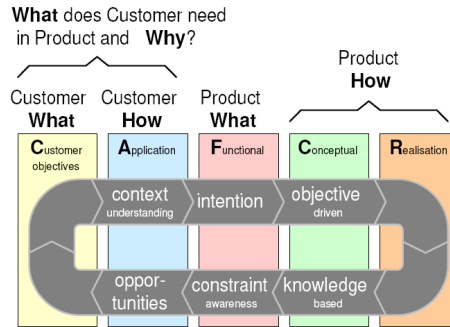 What does Customer need
in Product and Why?
Product
How
Customer
What
Customer
How
Product
What
Customer
objectives
Application
Functional
Conceptual
Realisation
context
understanding
intention
objective
driven
oppor-
tunities
constraint
awareness
knowledge
based